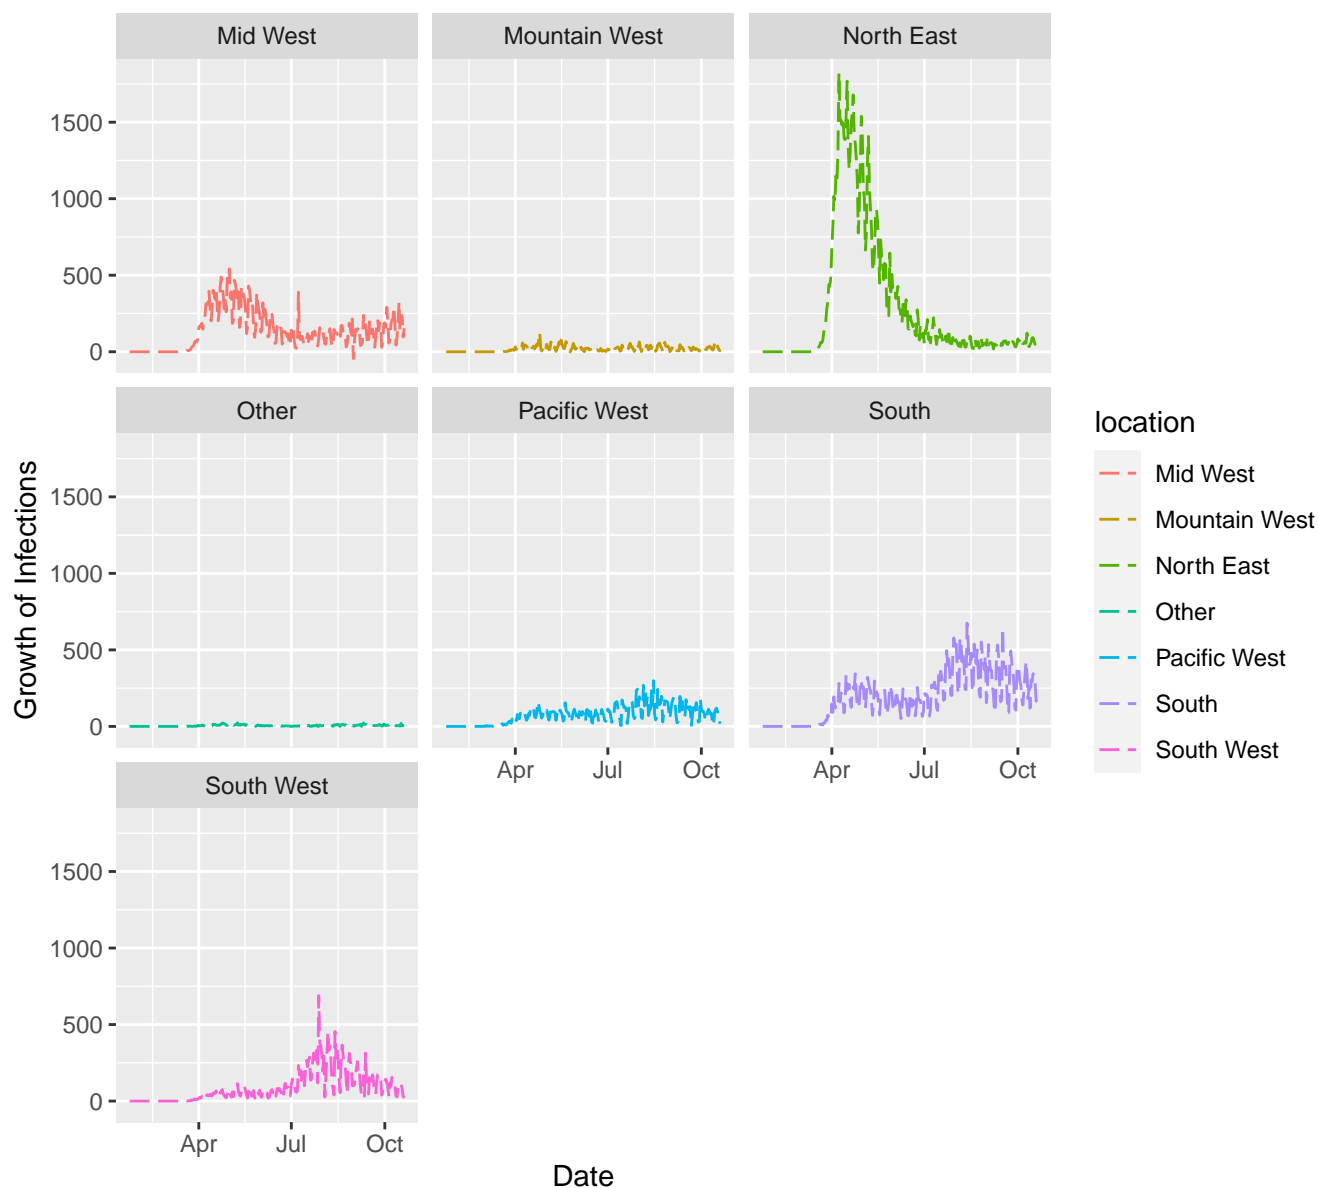 Mid West
Mountain West
North East
1500
1000
500
0
Other
Pacific West
South
1500
1000
500
0
Apr
Jul
Oct
Apr
Jul
Oct
South West
1500
1000
500
0
Apr
Jul
Oct
Date
Growth of Infections
location
Mid West
Mountain West
North East
Other
Pacific West
South
South West